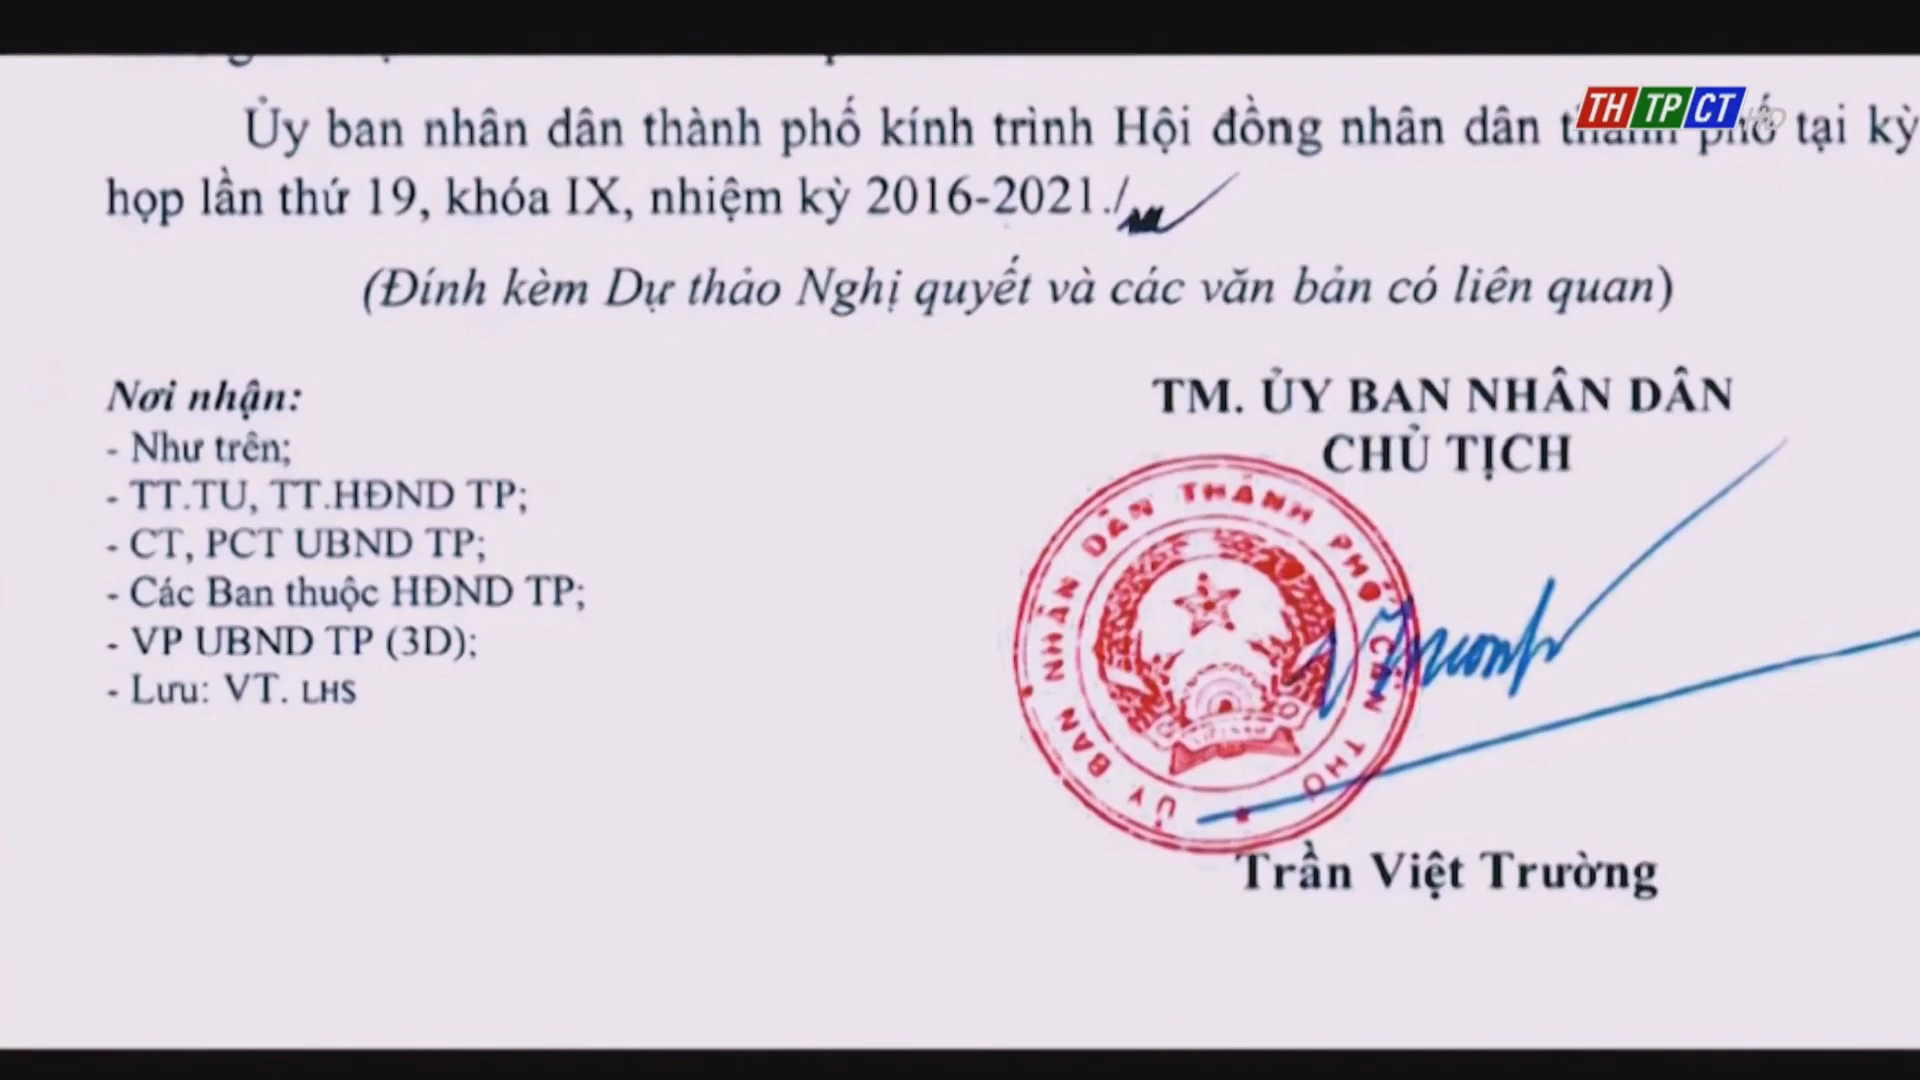 THTPCT HD
Ủy ban nhân dân thành phố kính trình Hội đồng nhân dân thành phố tại kỳ
họp lần thứ 19, khóa IX, nhiệm kỳ 2016-2021./
(Đính kèm Dự thảo Nghị quyết và các văn bản có liên quan)
Nơi nhận:
- Như trên;
- TT.TU, TT.HĐND TP;
- CT, PCT UBND TP;
- Các Ban thuộc HĐND TP;
- VP UBND TP (3D);
- Lưu: VT. LHS
TM. ỦY BAN NHÂN DÂN
CHỦ TỊCH
ỦY BAN NHÂN DÂN THÀNH PHỐ CẦN THƠ
Trần Việt Trường